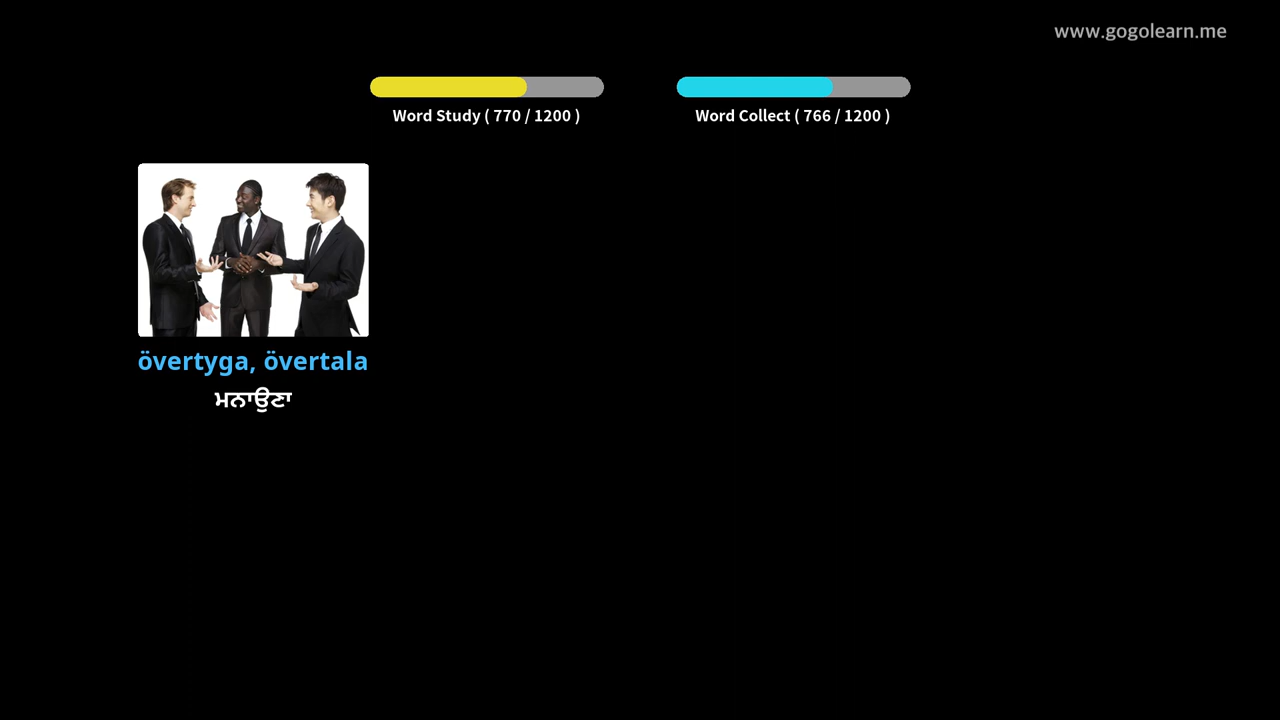 www.gogolearn.me
Word Study ( 770 / 1200 )
Word Collect ( 766 / 1200 )
övertyga, övertala
ਮਨਾਉਣਾ